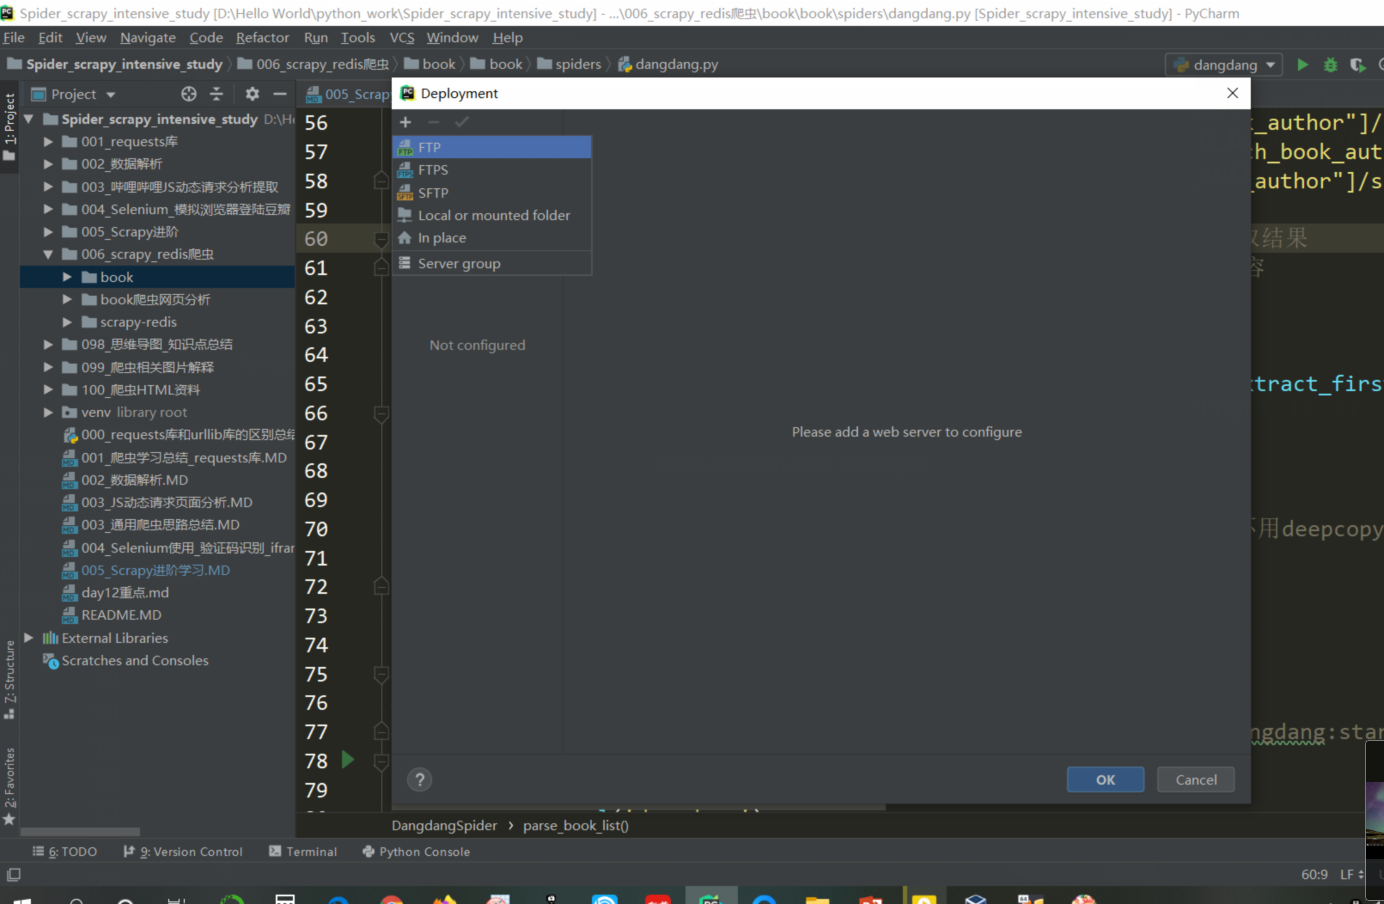 Spider_scrapy_intensive_study [D:\Hello World\python_work\Spider_scrapy_intensive_study] - ...\006_scrapy_redis爬虫\book\book\spiders\dangdang.py [Spider_scrapy_intensive_study] - PyCharm
File Edit View Navigate Code Refactor Run Tools VCS Window Help
Spider_scrapy_intensive_study 006_scrapy_redis爬虫 book book spiders dangdang.py dangdang
1: Project
Project
005_Scrap
Deployment
Spider_scrapy_intensive_study D:\He
001_requests库
002_数据解析
003_哔哩哔哩JS动态请求分析提取
004_Selenium_模拟浏览器登陆豆瓣
005_Scrapy进阶
006_scrapy_redis爬虫
book
book爬虫网页分析
scrapy-redis
098_思维导图_知识点总结
099_爬虫相关图片解释
100_爬虫HTML资料
venv library root
000_requests库和urllib库的区别总结
001_爬虫学习总结_requests库.MD
002_数据解析.MD
003_JS动态请求页面分析.MD
003_通用爬虫思路总结.MD
004_Selenium使用_验证码识别_ifrar
005_Scrapy进阶学习.MD
day12重点.md
README.MD
External Libraries
Scratches and Consoles
7: Structure
2: Favorites
56
57
58
59
60
61
62
63
64
65
66
67
68
69
70
71
72
73
74
75
76
77
78
79
FTP
FTPS
SFTP
Local or mounted folder
In place
Server group
Not configured
Please add a web server to configure
?
OK
Cancel
_author"]/
h_book_aut
_author"]/s
结果
容
tract_firs
不用deepcopy
ngdang:star
DangdangSpider › parse_book_list()
6: TODO 9: Version Control Terminal Python Console
60:9 LF